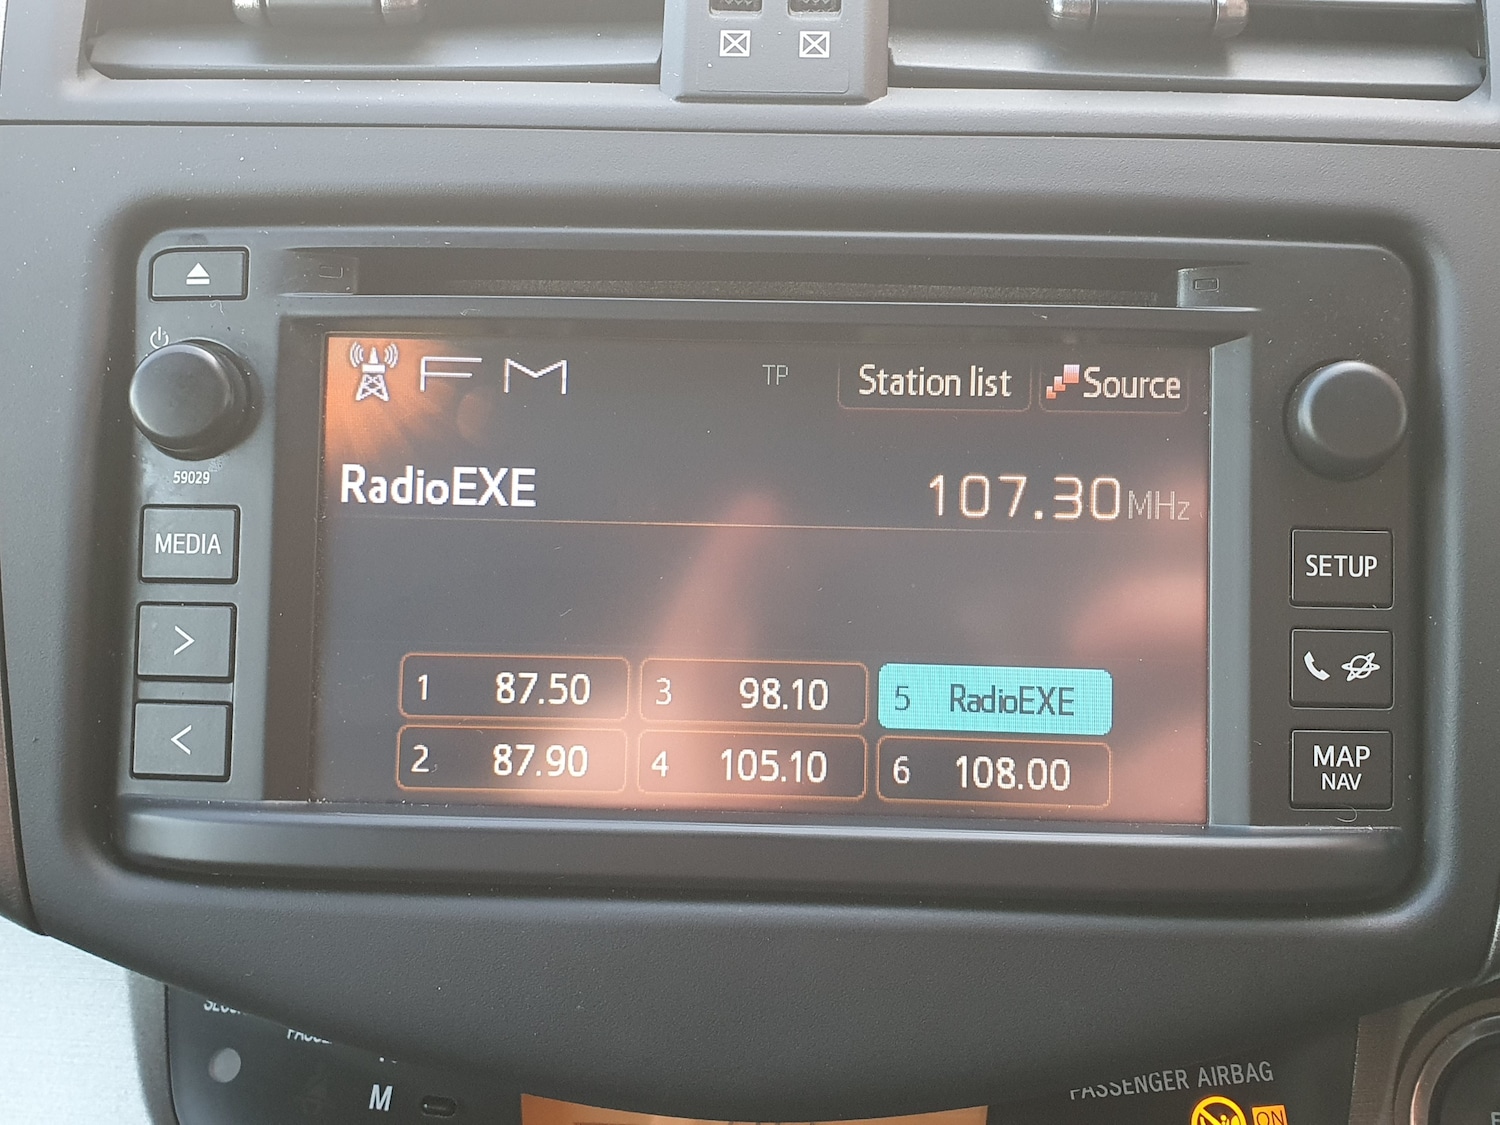 FM TP Station list Source
59029
RadioEXE 107.30MHz
MEDIA
SETUP
1 87.50 3 98.10 5 RadioEXE
2 87.90 4 105.10 6 108.00
MAP
NAV
PASSENGER AIRBAG
M
ON